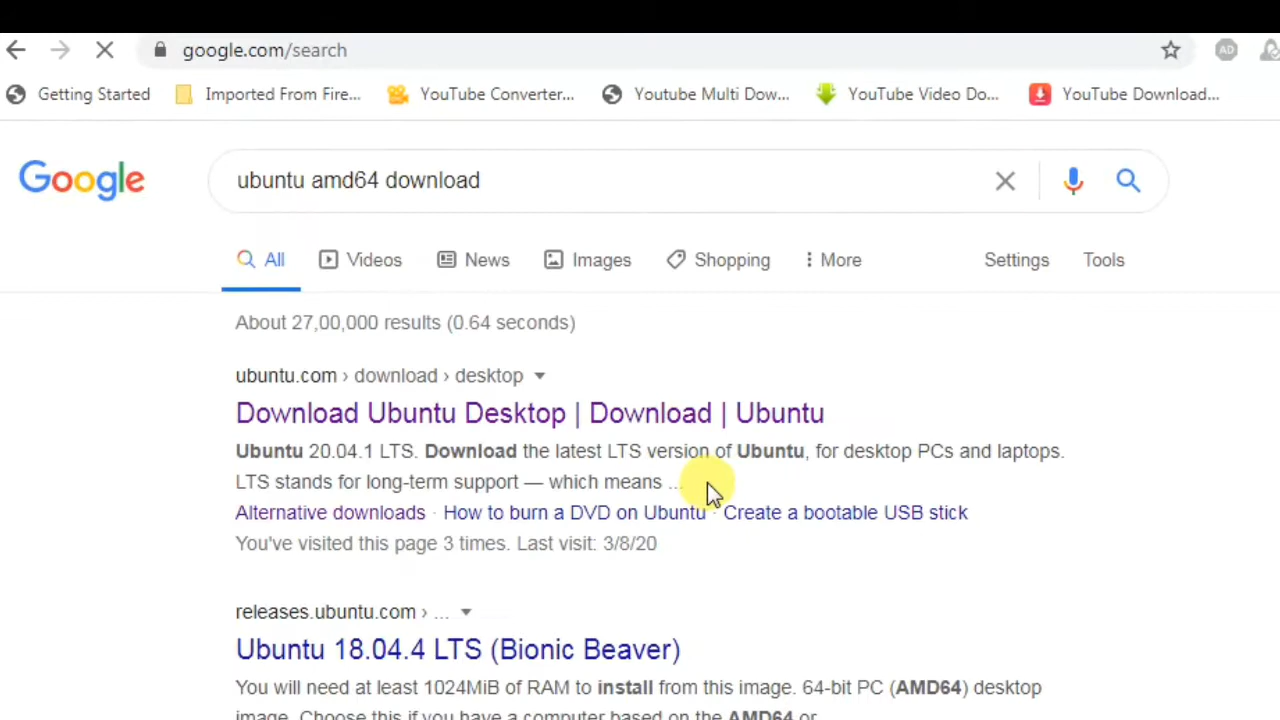 google.com/search
AD
Getting Started
Imported From Fire...
YouTube Converter...
Youtube Multi Dow...
YouTube Video Do...
YouTube Download...
Google
ubuntu amd64 download
All
Videos
News
Images
Shopping
More
Settings
Tools
About 27,00,000 results (0.64 seconds)
ubuntu.com › download › desktop
Download Ubuntu Desktop | Download | Ubuntu
Ubuntu 20.04.1 LTS. Download the latest LTS version of Ubuntu, for desktop PCs and laptops.
LTS stands for long-term support — which means ...
Alternative downloads · How to burn a DVD on Ubuntu · Create a bootable USB stick
You've visited this page 3 times. Last visit: 3/8/20
releases.ubuntu.com › ...
Ubuntu 18.04.4 LTS (Bionic Beaver)
You will need at least 1024MiB of RAM to install from this image. 64-bit PC (AMD64) desktop
image. Choose this if you have a computer based on the AMD64 or